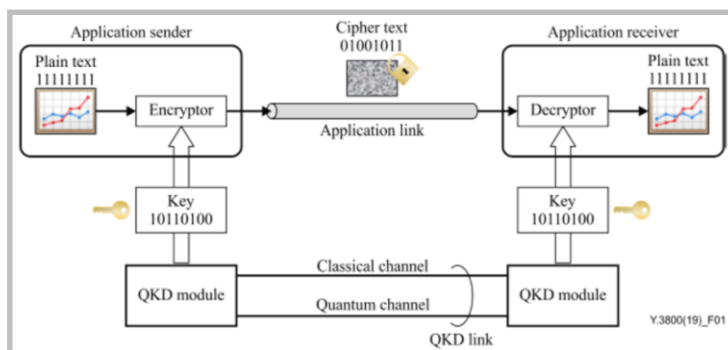 Application sender
Cipher text
01001011
Application receiver
Plain text
11111111
Encryptor
Application link
Decryptor
Plain text
11111111
Key
10110100
Key
10110100
QKD module
Classical channel
Quantum channel
QKD link
QKD module
Y.3800(19)_F01